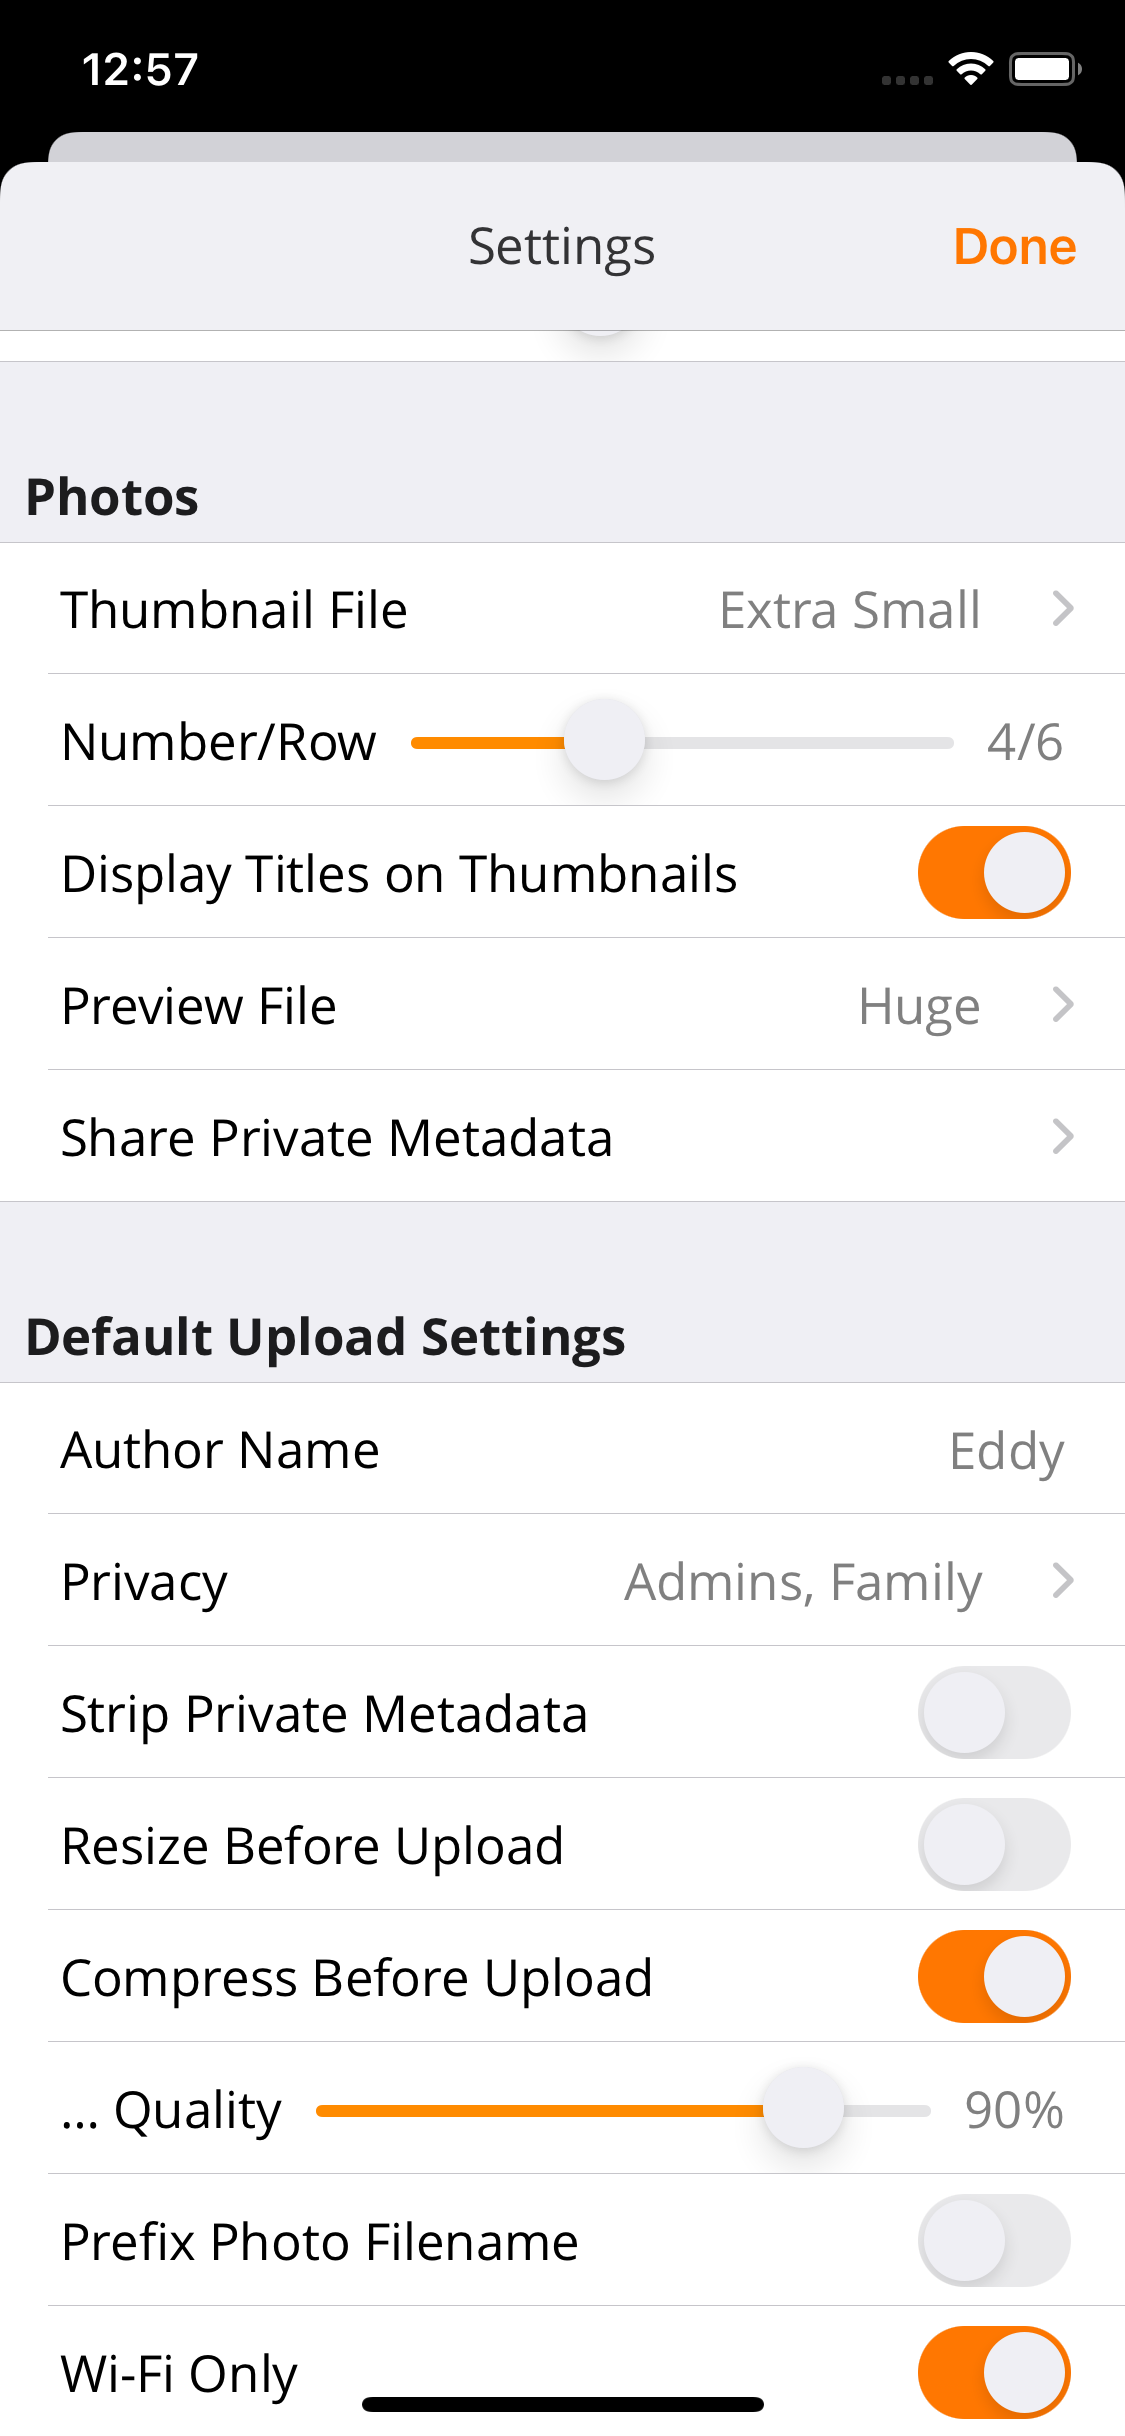 12:57
Settings
Done
Photos
Thumbnail File Extra Small
Number/Row 4/6
Display Titles on Thumbnails
Preview File Huge
Share Private Metadata
Default Upload Settings
Author Name Eddy
Privacy Admins, Family
Strip Private Metadata
Resize Before Upload
Compress Before Upload
... Quality 90%
Prefix Photo Filename
Wi-Fi Only